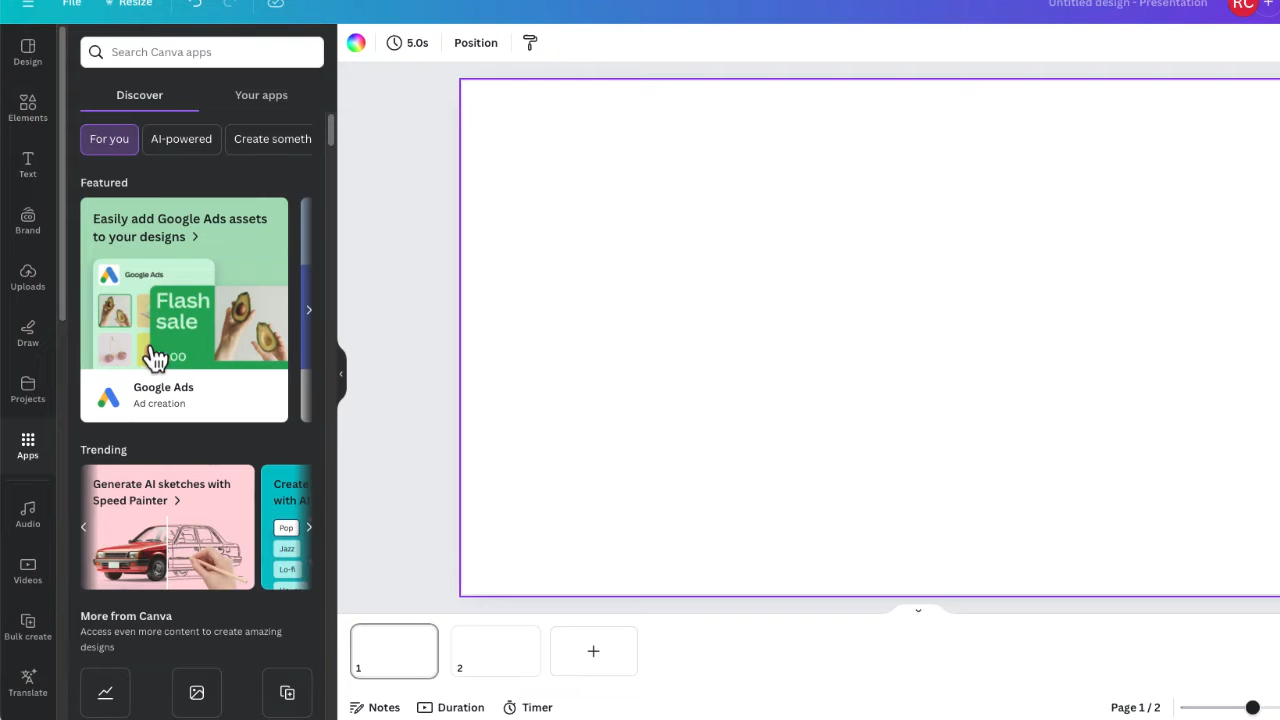 File
Resize
Untitled design - Presentation
RC
Design
Elements
Text
Brand
Uploads
Draw
Projects
Apps
Audio
Videos
Bulk create
Translate
Search Canva apps
Discover
Your apps
For you
AI-powered
Create someth
Featured
Easily add Google Ads assets
to your designs
Google Ads
Flash
sale
Google Ads
Ad creation
Trending
Generate AI sketches with
Speed Painter
Create
with A
Pop
Jazz
Lo-fi
More from Canva
Access even more content to create amazing
designs
5.0s
Position
1
2
Notes
Duration
Timer
Page 1 / 2